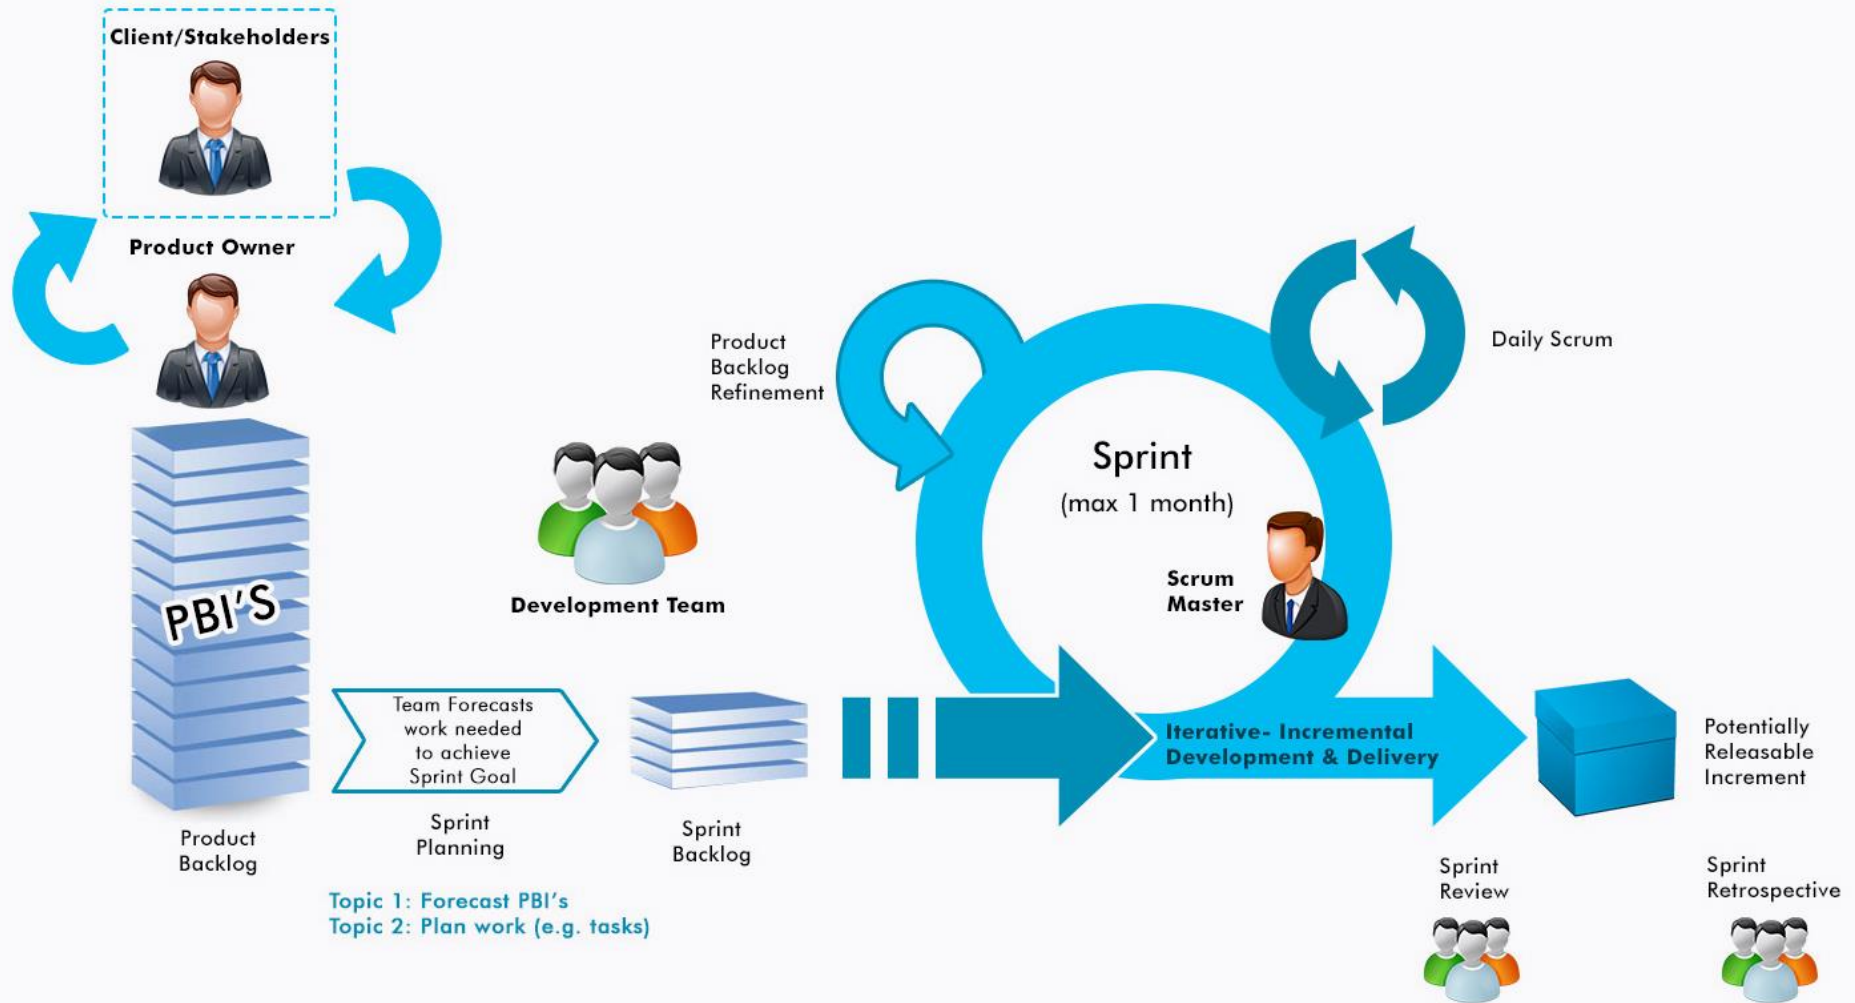 Client/Stakeholders
Product Owner
PBI'S
Product
Backlog
Team Forecasts
work needed
to achieve
Sprint Goal
Sprint
Planning
Topic 1: Forecast PBI's
Topic 2: Plan work (e.g. tasks)
Development Team
Sprint
Backlog
Product
Backlog
Refinement
Sprint
(max 1 month)
Scrum
Master
Daily Scrum
Iterative- Incremental
Development & Delivery
Potentially
Releasable
Increment
Sprint
Review
Sprint
Retrospective